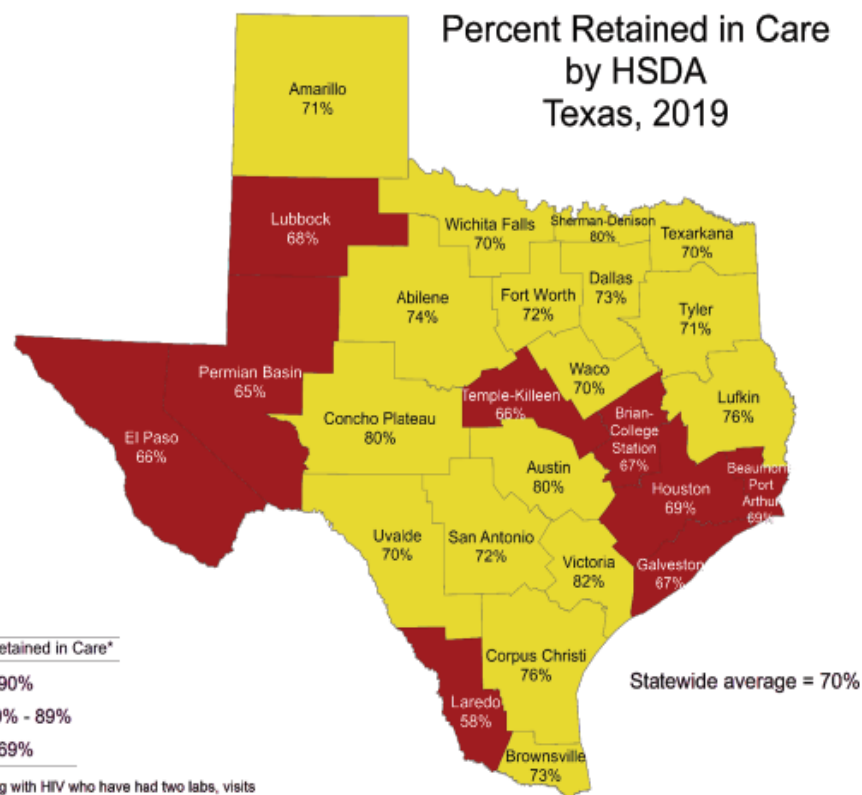 Percent Retained in Care
by HSDA
Texas, 2019
Amarillo
71%
Lubbock
68%
Wichita Falls
70%
Sherman-Denison
80%
Texarkana
70%
Abilene
74%
Fort Worth
72%
Dallas
73%
Tyler
71%
Permian Basin
65%
Waco
70%
Temple-Killeen
66%
Lufkin
76%
El Paso
66%
Concho Plateau
80%
Brian-
College
Station
67%
Austin
80%
Houston
69%
Beaumont
Port
Arthur
69%
Uvalde
70%
San Antonio
72%
Victoria
82%
Galveston
67%
Corpus Christi
76%
Laredo
58%
Brownsville
73%
Statewide average = 70%
etained in Care*
90%
% - 89%
69%
g with HIV who have had two labs, visits